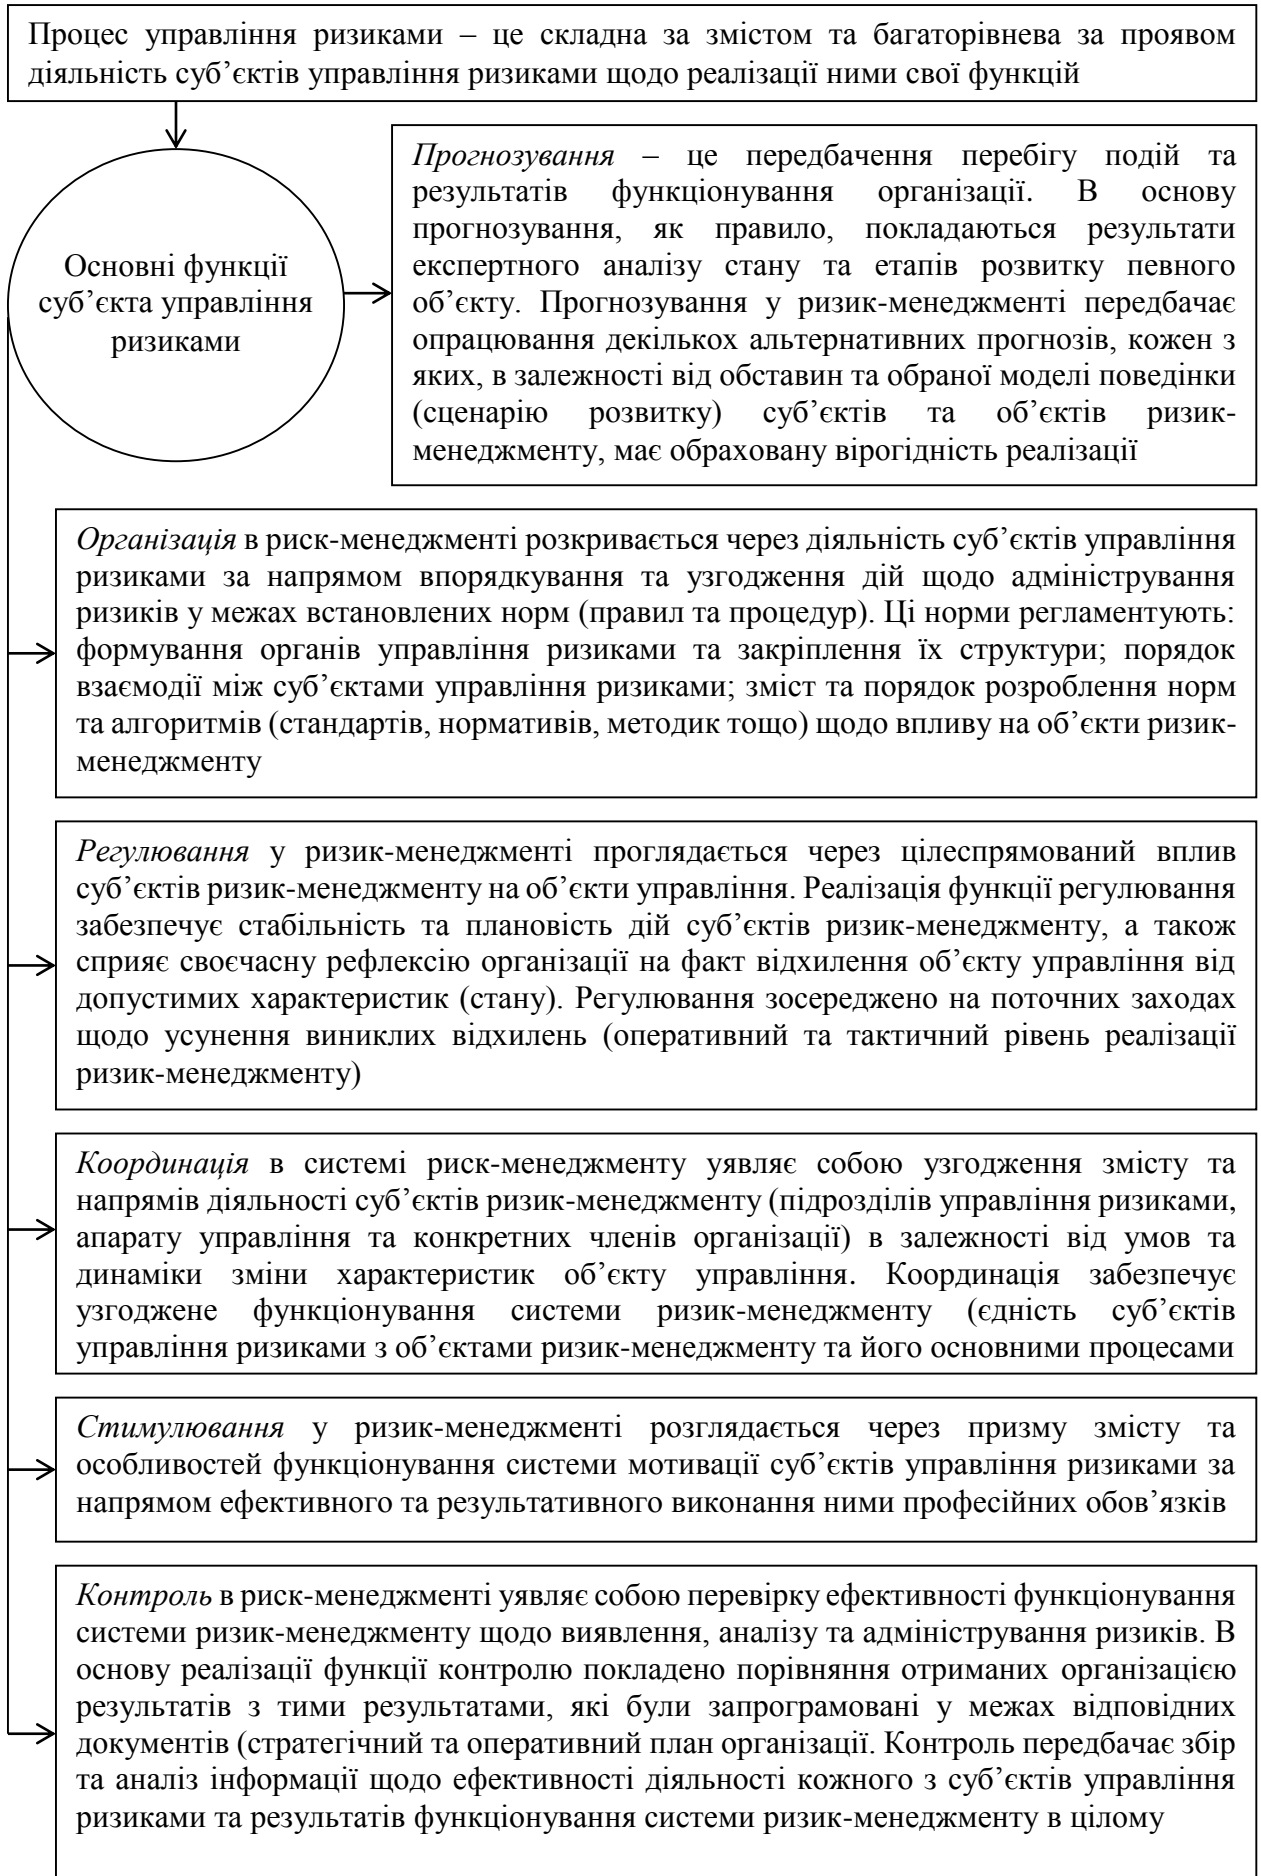 Процес управління ризиками – це складна за змістом та багаторівнева за проявом
діяльність суб’єктів управління ризиками щодо реалізації ними свої функцій
Основні функції
суб’єкта управління
ризиками
Прогнозування – це передбачення перебігу подій та
результатів функціонування організації. В основу
прогнозування, як правило, покладаються результати
експертного аналізу стану та етапів розвитку певного
об’єкту. Прогнозування у ризик-менеджменті передбачає
опрацювання декількох альтернативних прогнозів, кожен з
яких, в залежності від обставин та обраної моделі поведінки
(сценарію розвитку) суб’єктів та об’єктів ризик-
менеджменту, має обраховану вірогідність реалізації
Організація в риск-менеджменті розкривається через діяльність суб’єктів управління
ризиками за напрямом впорядкування та узгодження дій щодо адміністрування
ризиків у межах встановлених норм (правил та процедур). Ці норми регламентують:
формування органів управління ризиками та закріплення їх структури; порядок
взаємодії між суб’єктами управління ризиками; зміст та порядок розроблення норм
та алгоритмів (стандартів, нормативів, методик тощо) щодо впливу на об’єкти ризик-
менеджменту
Регулювання у ризик-менеджменті проглядається через цілеспрямований вплив
суб’єктів ризик-менеджменту на об’єкти управління. Реалізація функції регулювання
забезпечує стабільність та плановість дій суб’єктів ризик-менеджменту, а також
сприяє своєчасну рефлексію організації на факт відхилення об’єкту управління від
допустимих характеристик (стану). Регулювання зосереджено на поточних заходах
щодо усунення виниклих відхилень (оперативний та тактичний рівень реалізації
ризик-менеджменту)
Координація в системі риск-менеджменту уявляє собою узгодження змісту та
напрямів діяльності суб’єктів ризик-менеджменту (підрозділів управління ризиками,
апарату управління та конкретних членів організації) в залежності від умов та
динаміки зміни характеристик об’єкту управління. Координація забезпечує
узгоджене функціонування системи ризик-менеджменту (єдність суб’єктів
управління ризиками з об’єктами ризик-менеджменту та його основними процесами
Стимулювання у ризик-менеджменті розглядається через призму змісту та
особливостей функціонування системи мотивації суб’єктів управління ризиками за
напрямом ефективного та результативного виконання ними професійних обов’язків
Контроль в риск-менеджменті уявляє собою перевірку ефективності функціонування
системи ризик-менеджменту щодо виявлення, аналізу та адміністрування ризиків. В
основу реалізації функції контролю покладено порівняння отриманих організацією
результатів з тими результатами, які були запрограмовані у межах відповідних
документів (стратегічний та оперативний план організації. Контроль передбачає збір
та аналіз інформації щодо ефективності діяльності кожного з суб’єктів управління
ризиками та результатів функціонування системи ризик-менеджменту в цілому